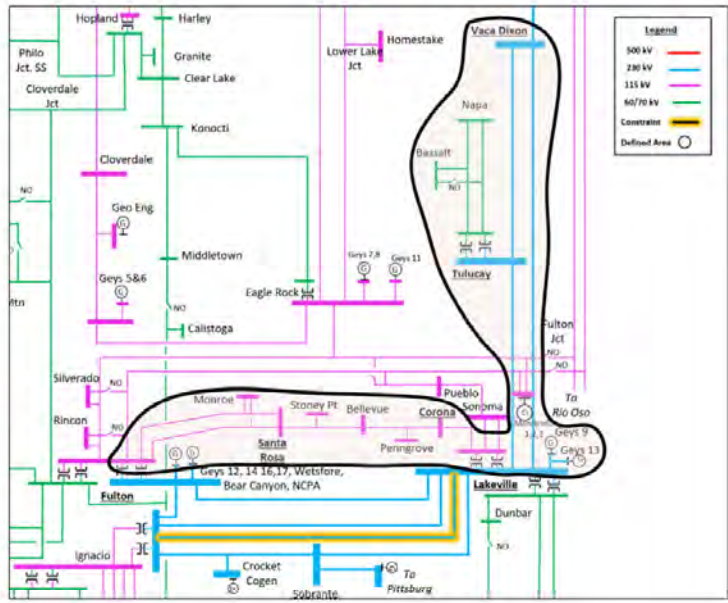 Hopland
Harley
Philo
Jct. SS
Granite
Cloverdale
Jct
Clear Lake
Konocti
Lower Lake
Jct
Homestake
Vaca Dixon
Legend
500 kV
230 kV
115 kV
60/70 kV
Constraint
Defined Area
Napa
Bassalt
NO
Tulucay
Cloverdale
NO
Geo Eng
G
Middletown
Geys 5&6
G
NO
Calistoga
Eagle Rock
Geys 7,8
G
Geys 11
G
Fulton
Jct
NO
NO
To
Rio Oso
Silverado
NO
Rincon
NO
Monroe
Stoney Pt
Bellevue
Santa
Rosa
Penngrove
Corona
Pueblo
Sonoma
G
Geys 9
G
Geys 13
Fulton
G
G
Geys 12, 14 16,17, Wetsfore,
Bear Canyon, NCPA
Lakeville
Dunbar
NO
Ignacio
Crocket
Cogen
Sobrante
To
Pittsburg